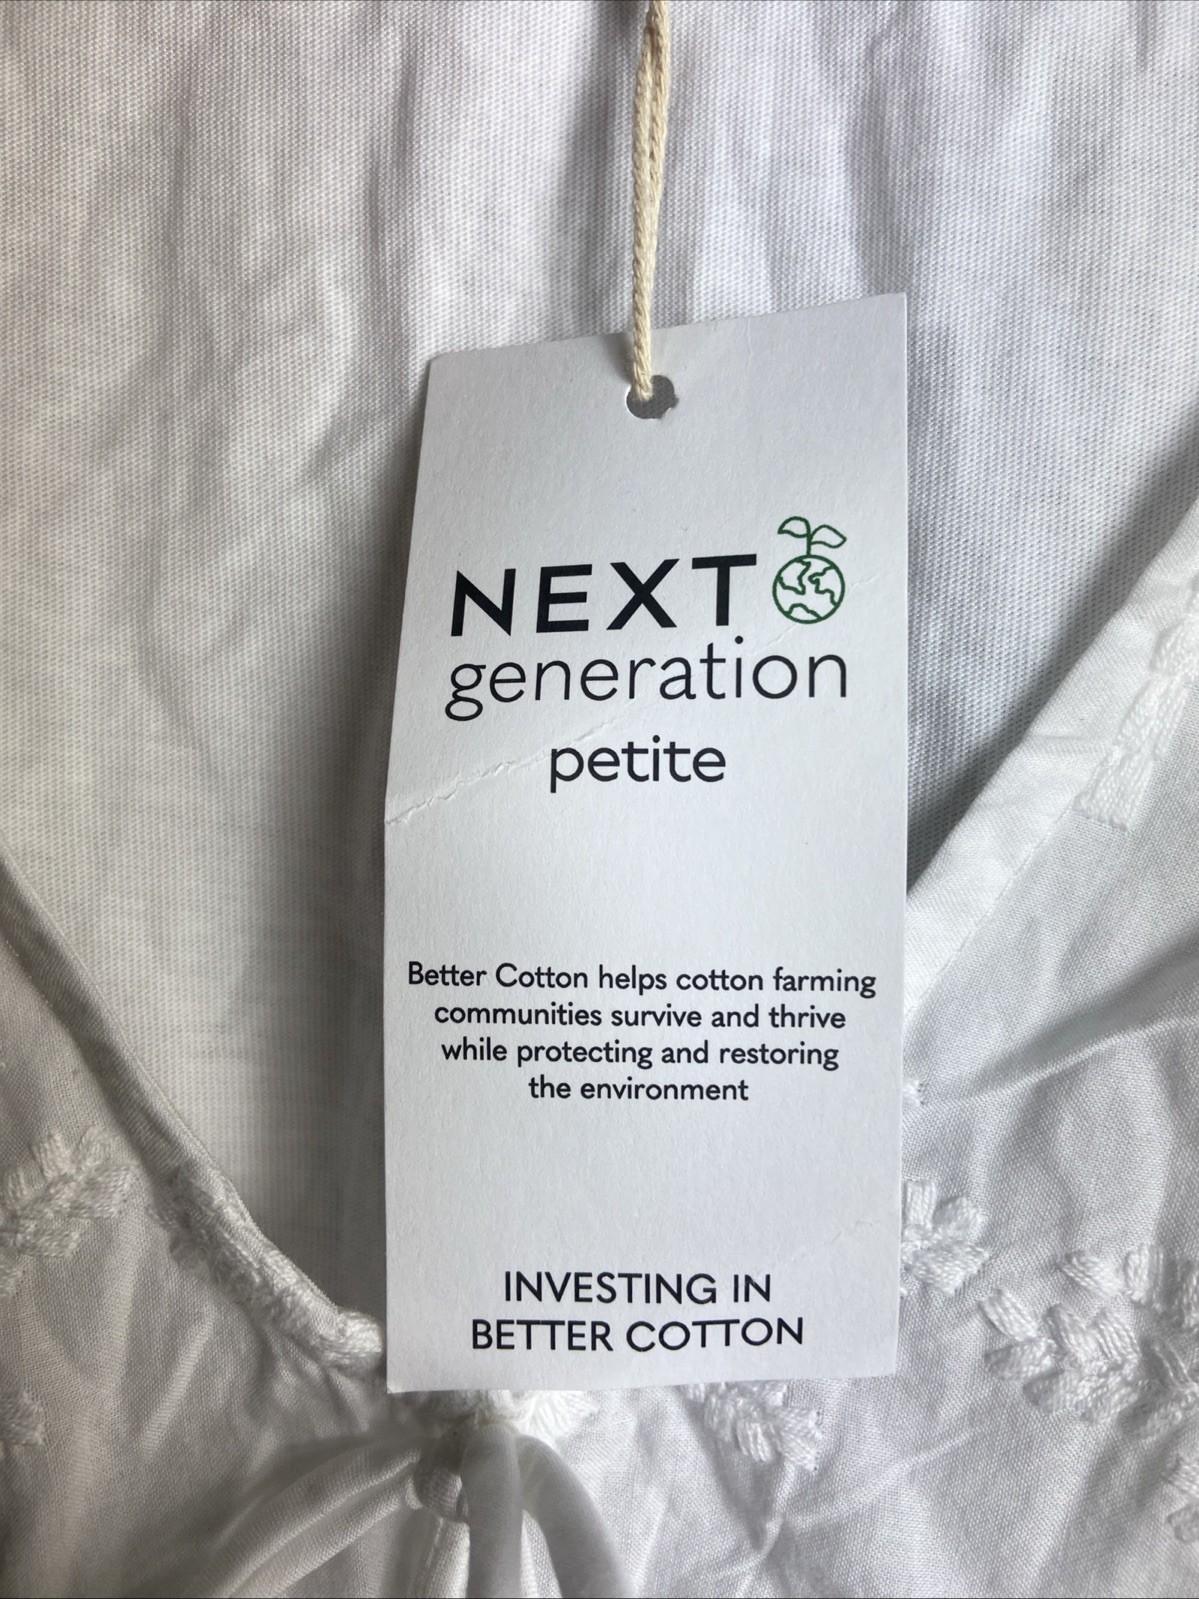 NEXT
generation
petite
Better Cotton helps cotton farming
communities survive and thrive
while protecting and restoring
the environment
INVESTING IN
BETTER COTTON